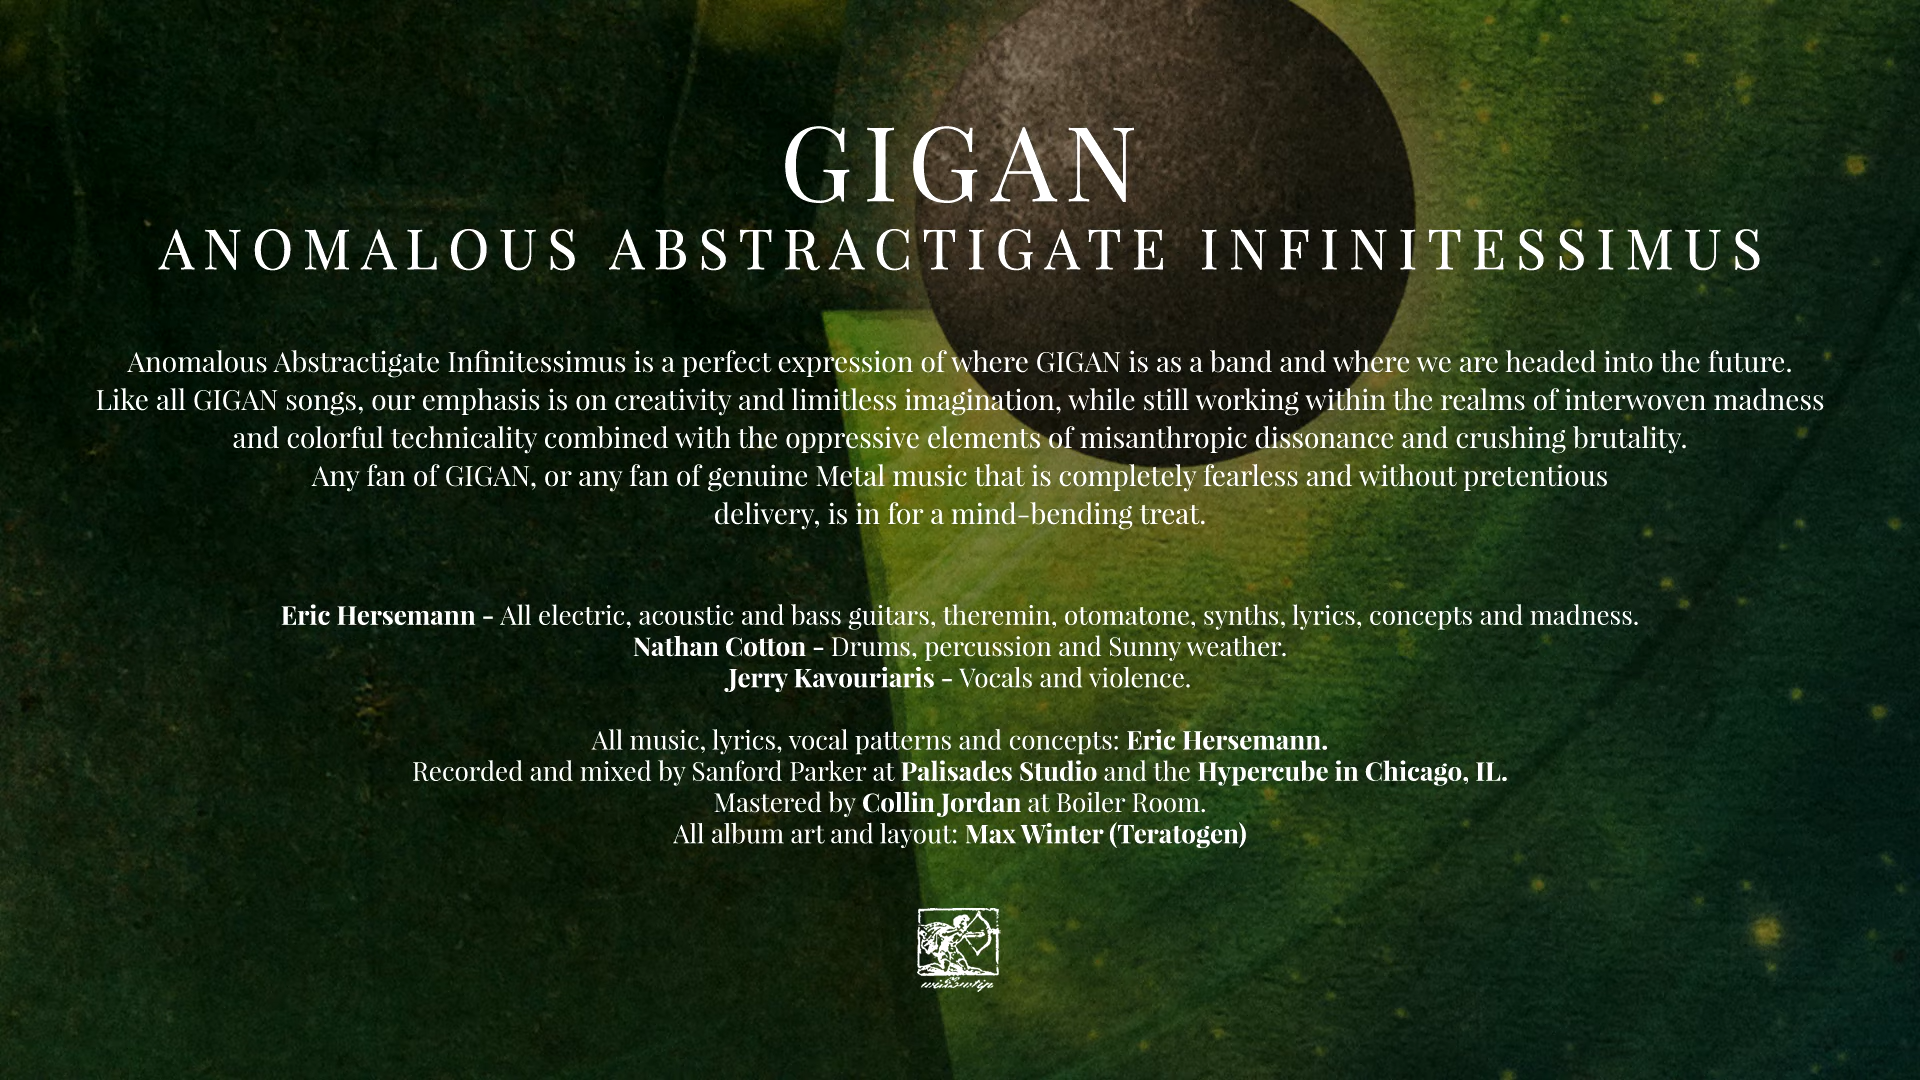 GIGAN
ANOMALOUS ABSTRACTIGATE INFINITESSIMUS
Anomalous Abstractigate Infinitessimus is a perfect expression of where GIGAN is as a band and where we are headed into the future.
Like all GIGAN songs, our emphasis is on creativity and limitless imagination, while still working within the realms of interwoven madness
and colorful technicality combined with the oppressive elements of misanthropic dissonance and crushing brutality.
Any fan of GIGAN, or any fan of genuine Metal music that is completely fearless and without pretentious
delivery, is in for a mind-bending treat.
Eric Hersemann - All electric, acoustic and bass guitars, theremin, otomatone, synths, lyrics, concepts and madness.
Nathan Cotton - Drums, percussion and Sunny weather.
Jerry Kavouriaris - Vocals and violence.
All music, lyrics, vocal patterns and concepts: Eric Hersemann.
Recorded and mixed by Sanford Parker at Palisades Studio and the Hypercube in Chicago, IL.
Mastered by Collin Jordan at Boiler Room.
All album art and layout: Max Winter (Teratogen)